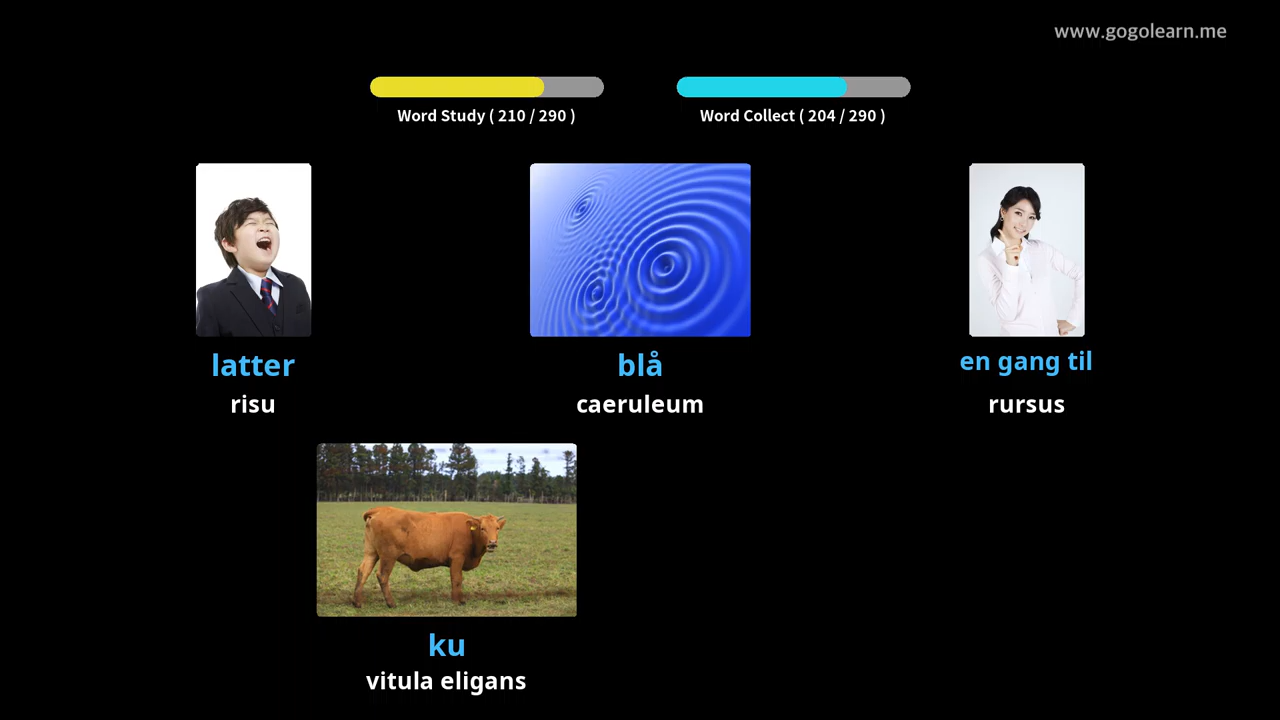 www.gogolearn.me
Word Study ( 210 / 290 )
Word Collect ( 204 / 290 )
latter
risu
blå
caeruleum
en gang til
rursus
ku
vitula eligans